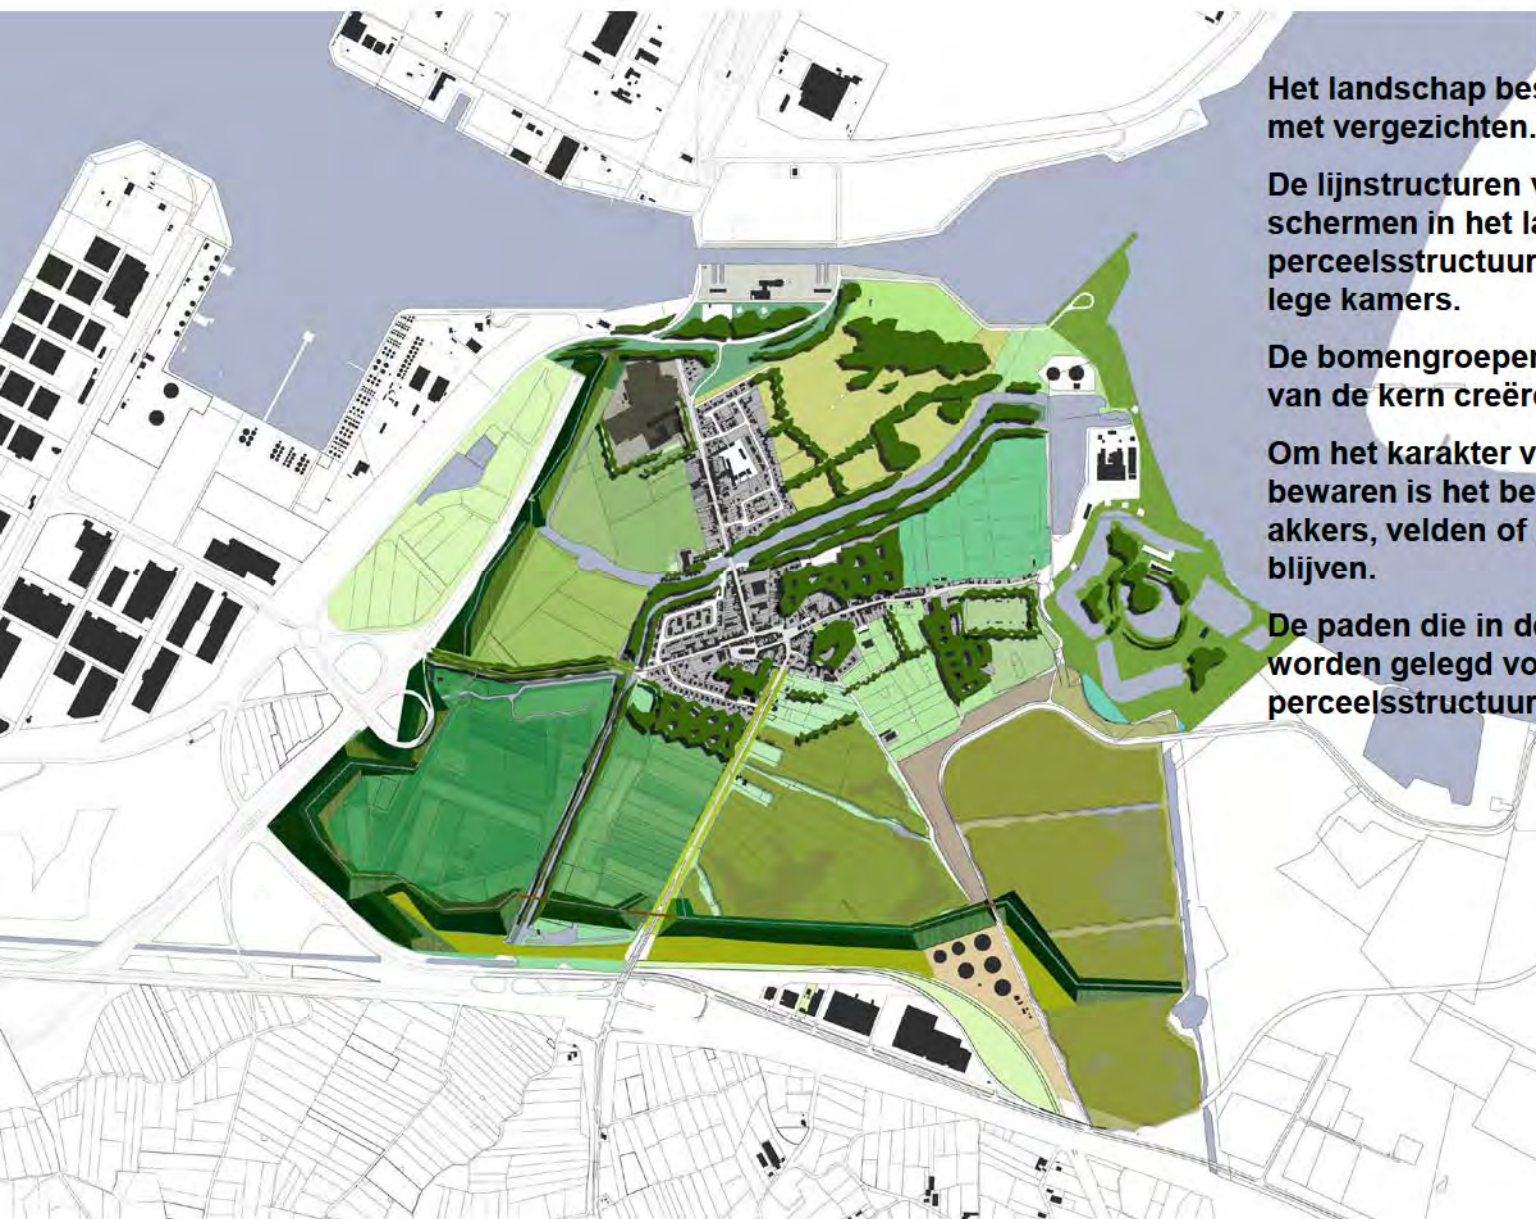 Het landschap bes
met vergezichten.
De lijnstructuren v
schermen in het la
perceelsstructuur
lege kamers.
De bomengroepen
van de kern creëre
Om het karakter v
bewaren is het be
akkers, velden of
blijven.
De paden die in de
worden gelegd vo
perceelsstructuur